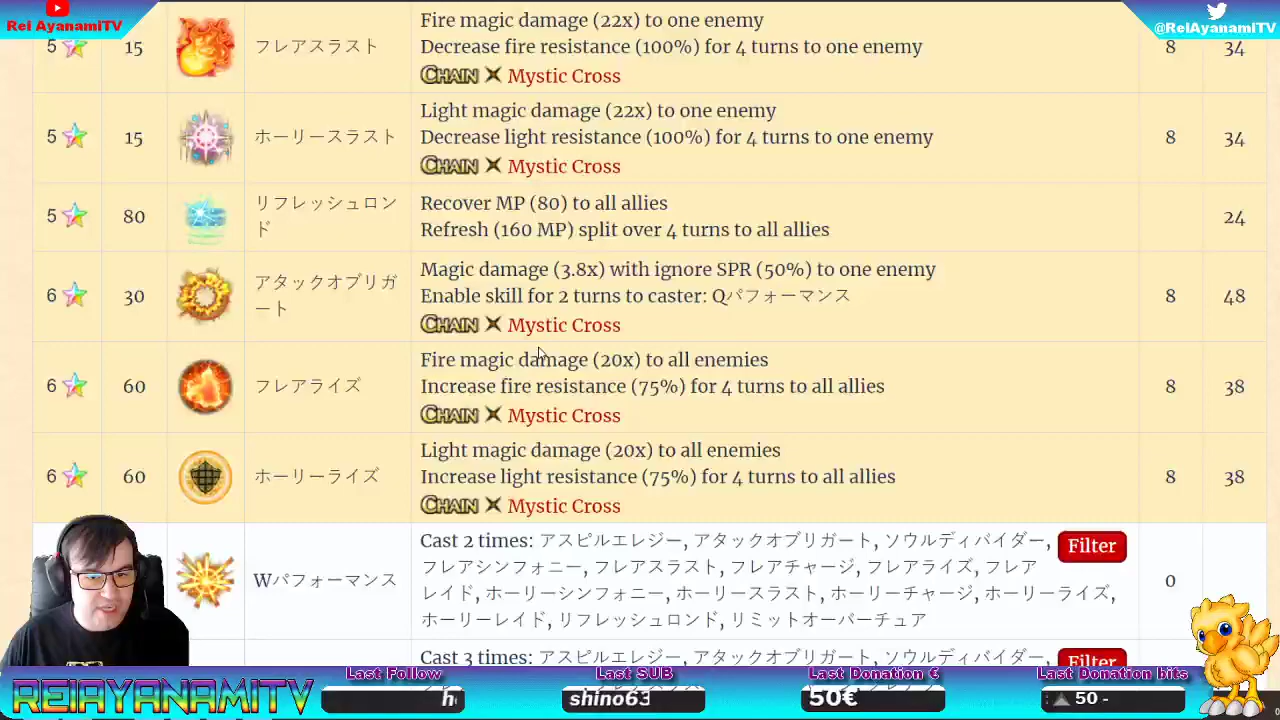 Rei AyanamiTV
@ReiAyanamiTV
Fire magic damage (22x) to one enemy
5 15 フレアスラスト Decrease fire resistance (100%) for 4 turns to one enemy 8 34
CHAIN Mystic Cross
Light magic damage (22x) to one enemy
5 15 ホーリースラスト Decrease light resistance (100%) for 4 turns to one enemy 8 34
CHAIN Mystic Cross
リフレッシュロン Recover MP (80) to all allies
5 80 24
ド Refresh (160 MP) split over 4 turns to all allies
アタックオブリガ Magic damage (3.8x) with ignore SPR (50%) to one enemy
6 30 Enable skill for 2 turns to caster: Qパフォーマンス 8 48
ート CHAIN Mystic Cross
Fire magic damage (20x) to all enemies
6 60 フレアライズ Increase fire resistance (75%) for 4 turns to all allies 8 38
CHAIN Mystic Cross
Light magic damage (20x) to all enemies
6 60 ホーリーライズ Increase light resistance (75%) for 4 turns to all allies 8 38
CHAIN Mystic Cross
Cast 2 times: アスピルエレジー, アタックオブリガート, ソウルディバイダー, Filter
フレアシンフォニー, フレアスラスト, フレアチャージ, フレアライズ, フレア
Wパフォーマンス 0
レイド, ホーリーシンフォニー, ホーリースラスト, ホーリーチャージ, ホーリーライズ,
ホーリーレイド, リフレッシュロンド, リミットオーバーチュア
Cast 3 times: アスピルエレジー, アタックオブリガート, ソウルディバイダー, Filter
Last Follow Last SUB Last Donation € Last Donation bits
REIAYANAMITV shino63 50€ 50 -